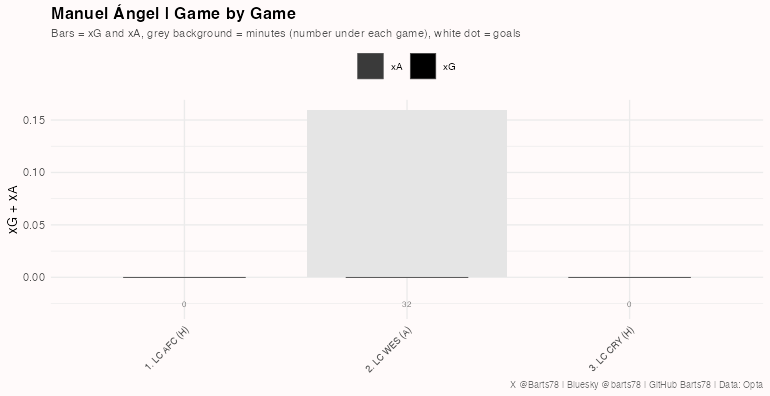 Manuel Ángel | Game by Game
Bars = xG and xA, grey background = minutes (number under each game), white dot = goals
xA xG
xG + xA
0.15
0.10
0.05
0.00
0 32 0
1. LC AFC (H) 2. LC WES (A) 3. LC CRY (H)
X @Barts78 | Bluesky @barts78 | GitHub Barts78 | Data: Opta